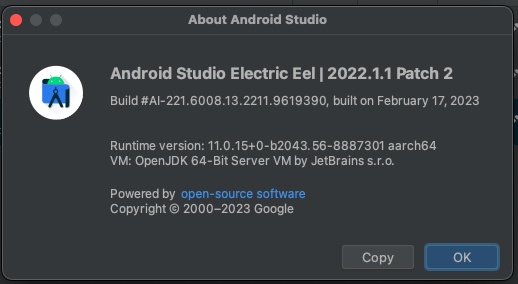 About Android Studio
Android Studio Electric Eel | 2022.1.1 Patch 2
Build #AI-221.6008.13.2211.9619390, built on February 17, 2023
Runtime version: 11.0.15+0-b2043.56-8887301 aarch64
VM: OpenJDK 64-Bit Server VM by JetBrains s.r.o.
Powered by open-source software
Copyright © 2000–2023 Google
Copy OK